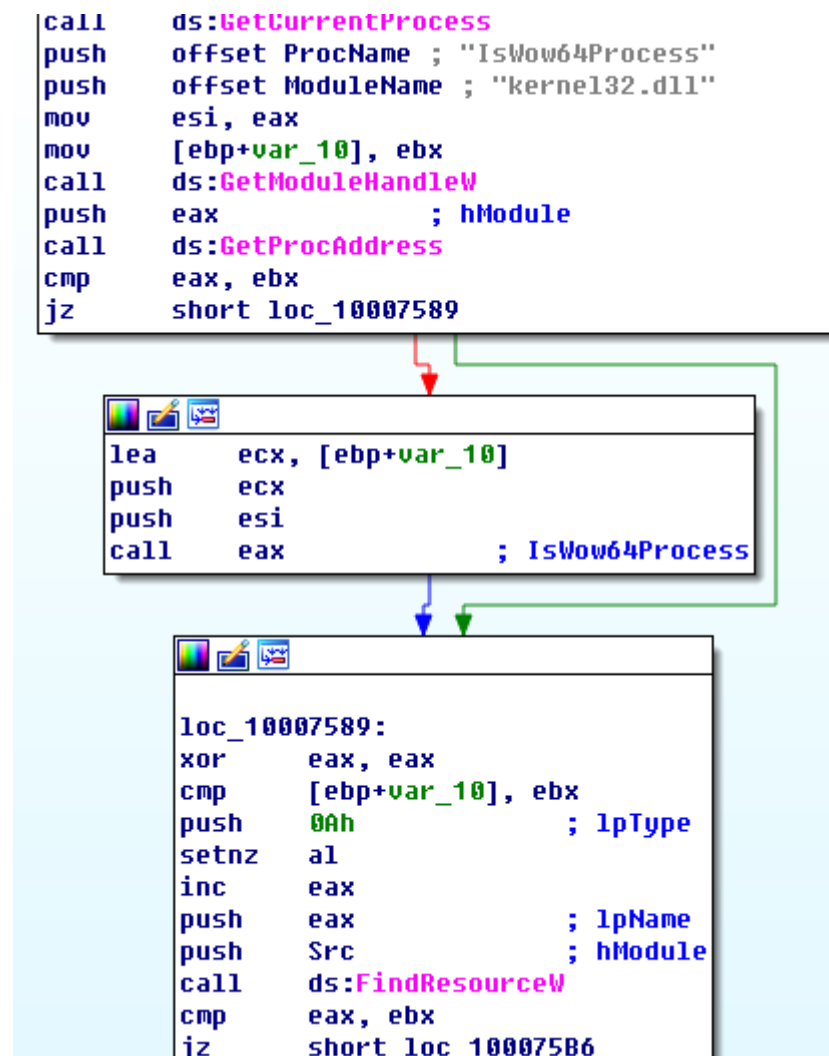 call ds:GetCurrentProcess
push offset ProcName ; "IsWow64Process"
push offset ModuleName ; "kernel32.dll"
mov esi, eax
mov [ebp+var_10], ebx
call ds:GetModuleHandleW
push eax ; hModule
call ds:GetProcAddress
cmp eax, ebx
jz short loc_10007589
lea ecx, [ebp+var_10]
push ecx
push esi
call eax ; IsWow64Process
loc_10007589:
xor eax, eax
cmp [ebp+var_10], ebx
push 0Ah ; lpType
setnz al
inc eax
push eax ; lpName
push Src ; hModule
call ds:FindResourceW
cmp eax, ebx
jz short loc_100075B6